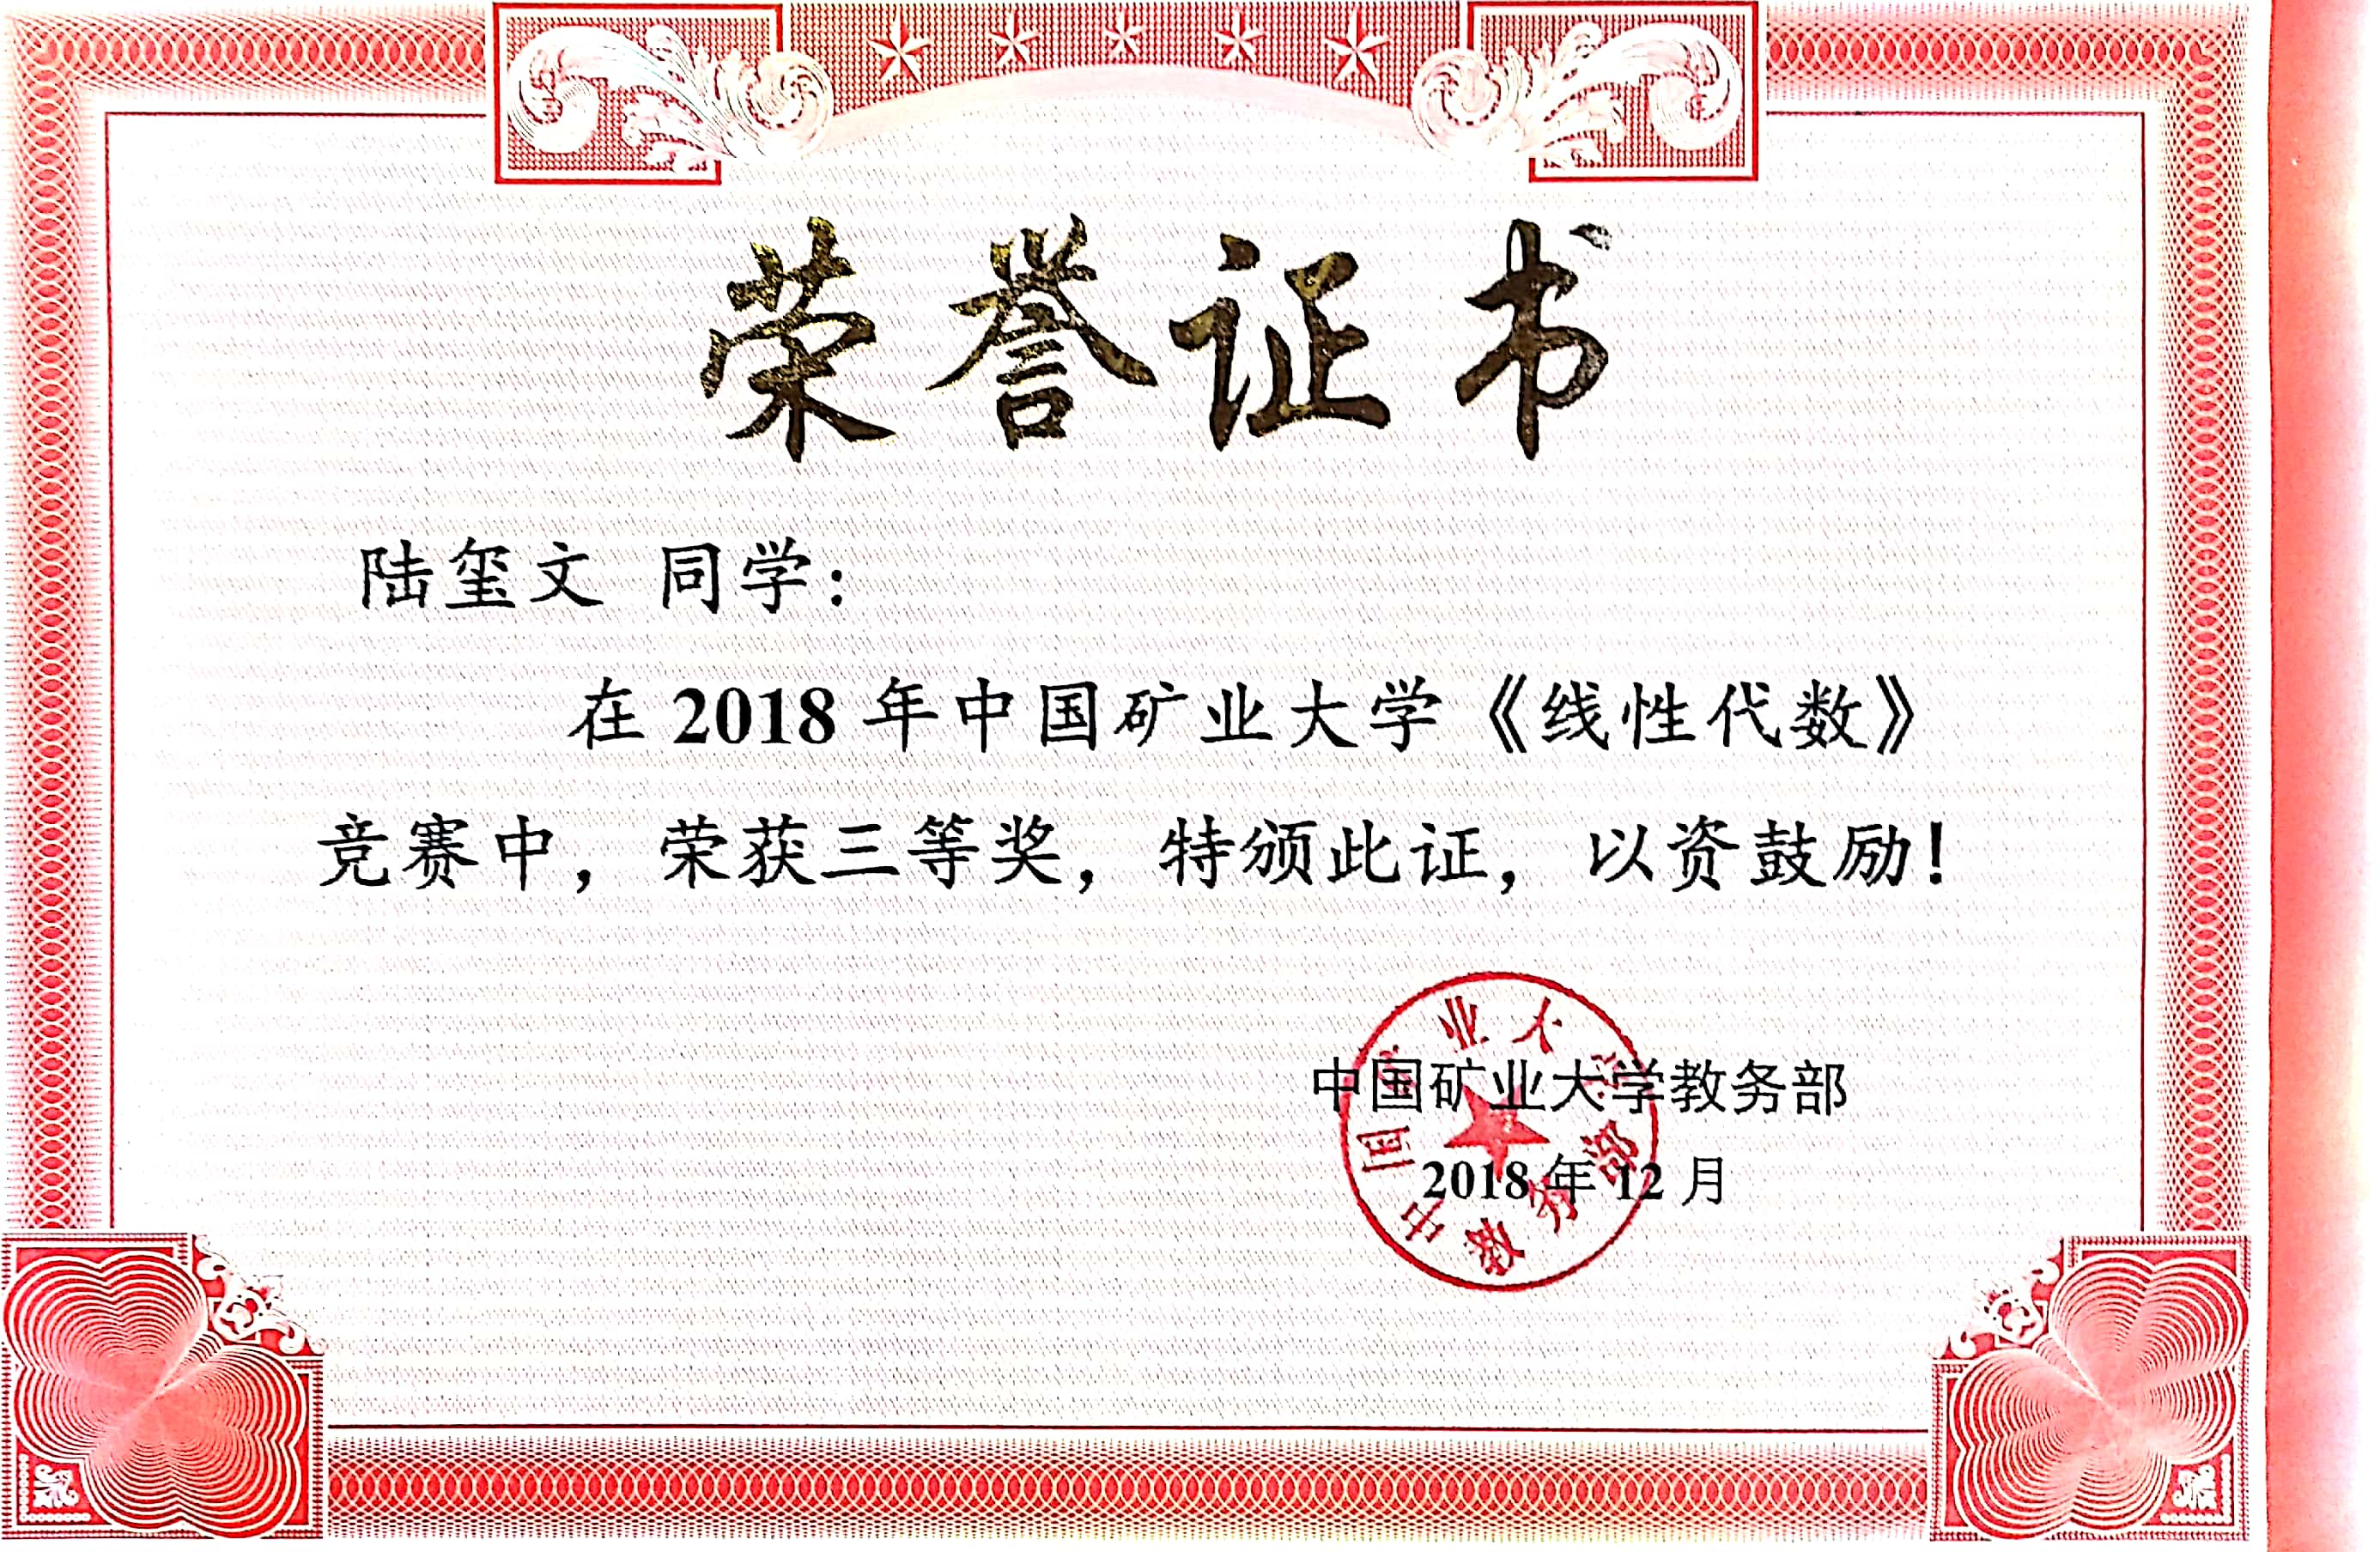 荣誉证书
陆玺文 同学：
在 2018 年中国矿业大学《线性代数》
竞赛中，荣获三等奖，特颁此证，以资鼓励！
中国矿业大学教务部
2018 年 12 月
中国矿业大学
教务部